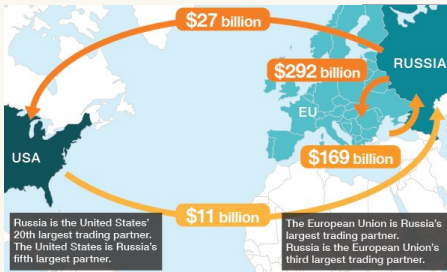 $27 billion
RUSSIA
$292 billion
EU
USA
$169 billion
$11 billion
Russia is the United States'
20th largest trading partner.
The United States is Russia's
fifth largest partner.
The European Union is Russia's
largest trading partner.
Russia is the European Union's
third largest trading partner.